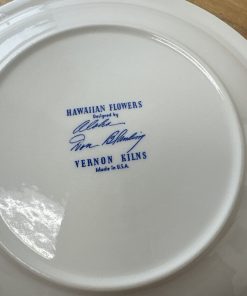 HAWAIIAN FLOWERS
Designed by
Aloha
Don Blanding
VERNON KILNS
Made in U.S.A.